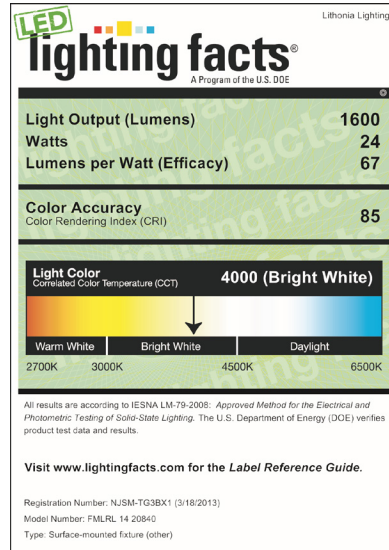 LED
Lithonia Lighting
lighting facts®
A Program of the U.S. DOE
Light Output (Lumens) 1600
Watts 24
Lumens per Watt (Efficacy) 67
Color Accuracy
Color Rendering Index (CRI) 85
Light Color
Correlated Color Temperature (CCT) 4000 (Bright White)
Warm White Bright White Daylight
2700K 3000K 4500K 6500K
All results are according to IESNA LM-79-2008: Approved Method for the Electrical and
Photometric Testing of Solid-State Lighting. The U.S. Department of Energy (DOE) verifies
product test data and results.
Visit www.lightingfacts.com for the Label Reference Guide.
Registration Number: NJSM-TG3BX1 (3/18/2013)
Model Number: FMLRL 14 20840
Type: Surface-mounted fixture (other)